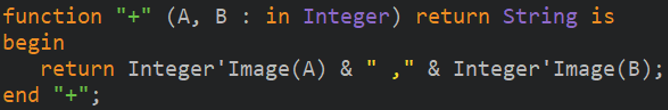 function "+" (A, B : in Integer) return String is
begin
   return Integer'Image(A) & " ," & Integer'Image(B);
end "+";